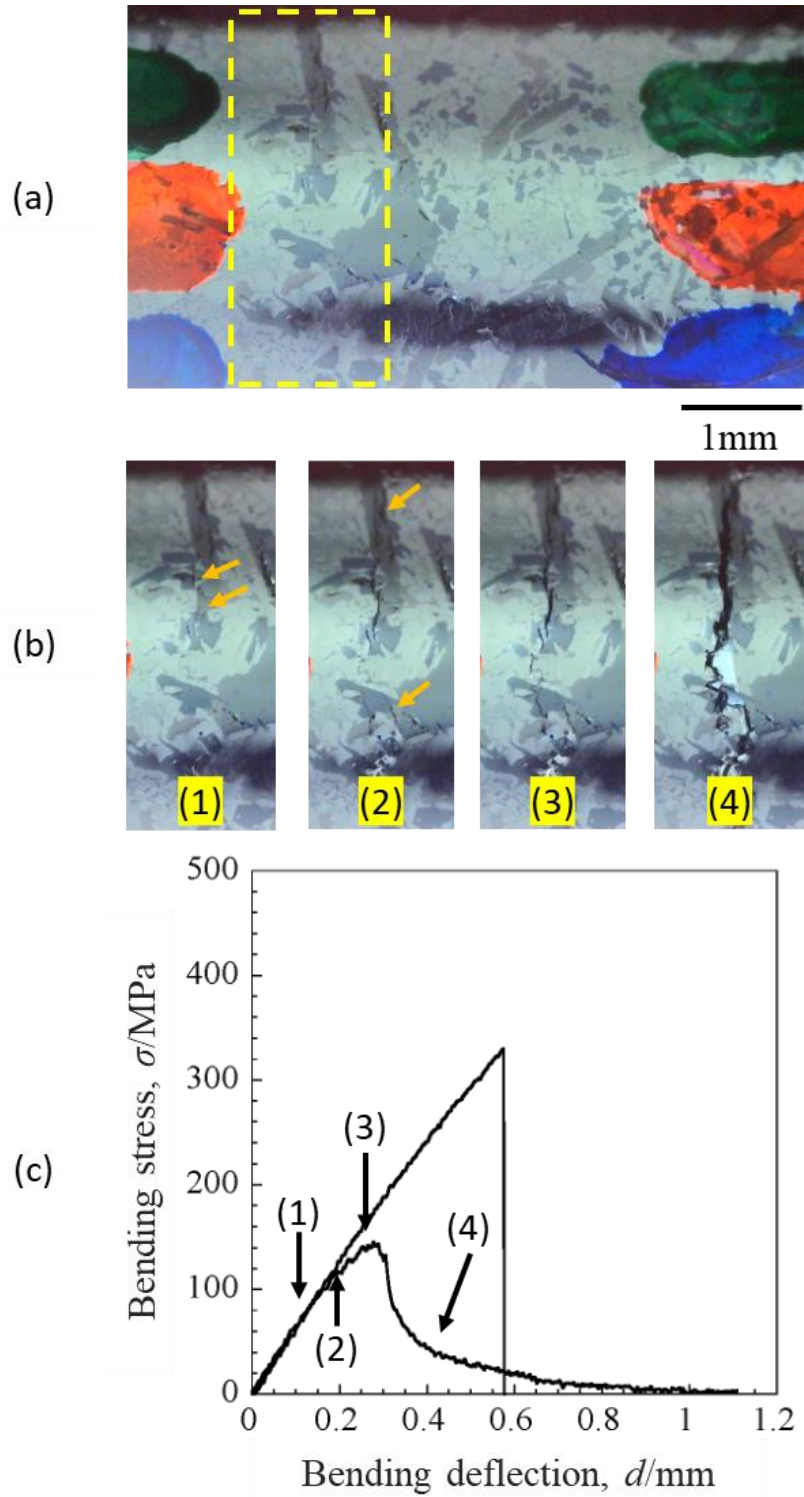 (a)
1mm
(b)
(1) (2) (3) (4)
(c)
500
400
300
200
100
0
Bending stress, σ/MPa
(1)
(2)
(3)
(4)
0 0.2 0.4 0.6 0.8 1 1.2
Bending deflection, d/mm